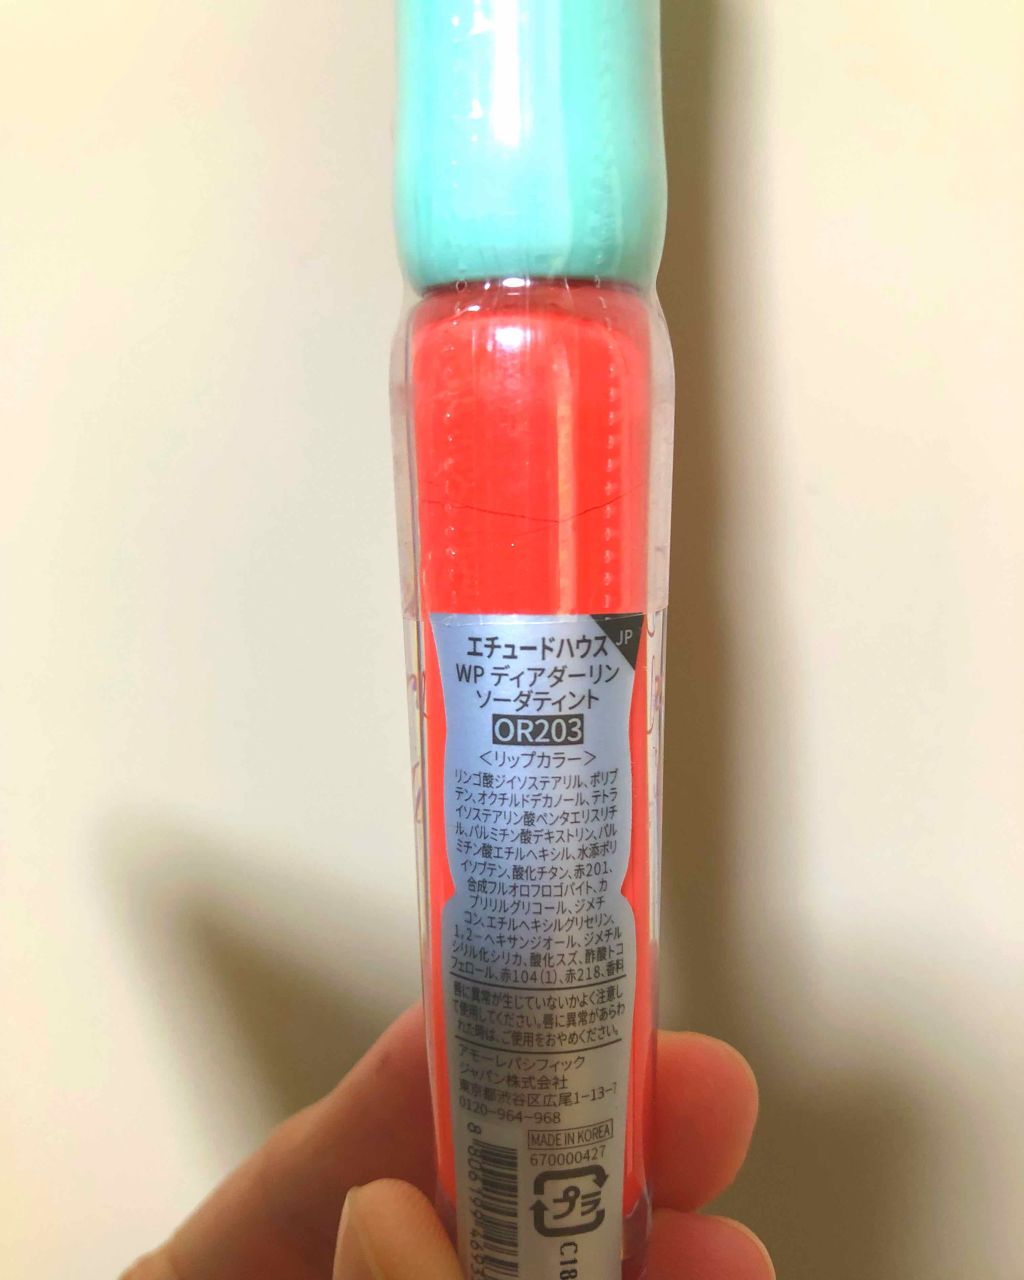 JP
エチュードハウス
WP ディアダーリン
ソーダティント
OR203
＜リップカラー＞
リンゴ酸ジイソステアリル、ポリブ
テン、オクチルドデカノール、テトラ
イソステアリン酸ペンタエリスリチ
ル、パルミチン酸デキストリン、パル
ミチン酸エチルヘキシル、水添ポリ
イソブテン、酸化チタン、赤201、
合成フルオロフロゴパイト、カ
プリリルグリコール、ジメチ
コン、エチルヘキシルグリセリン、
1,2-ヘキサンジオール、ジメチル
シリル化シリカ、酸化スズ、酢酸トコ
フェロール、赤104(1)、赤218、香料
唇に異常が生じていないかよく注意し
て使用してください。唇に異常があらわ
れた時は、ご使用をおやめください。
アモーレパシフィック
ジャパン株式会社
東京都渋谷区広尾1-13-7
0120-964-968
MADE IN KOREA
670000427
プラ
C18